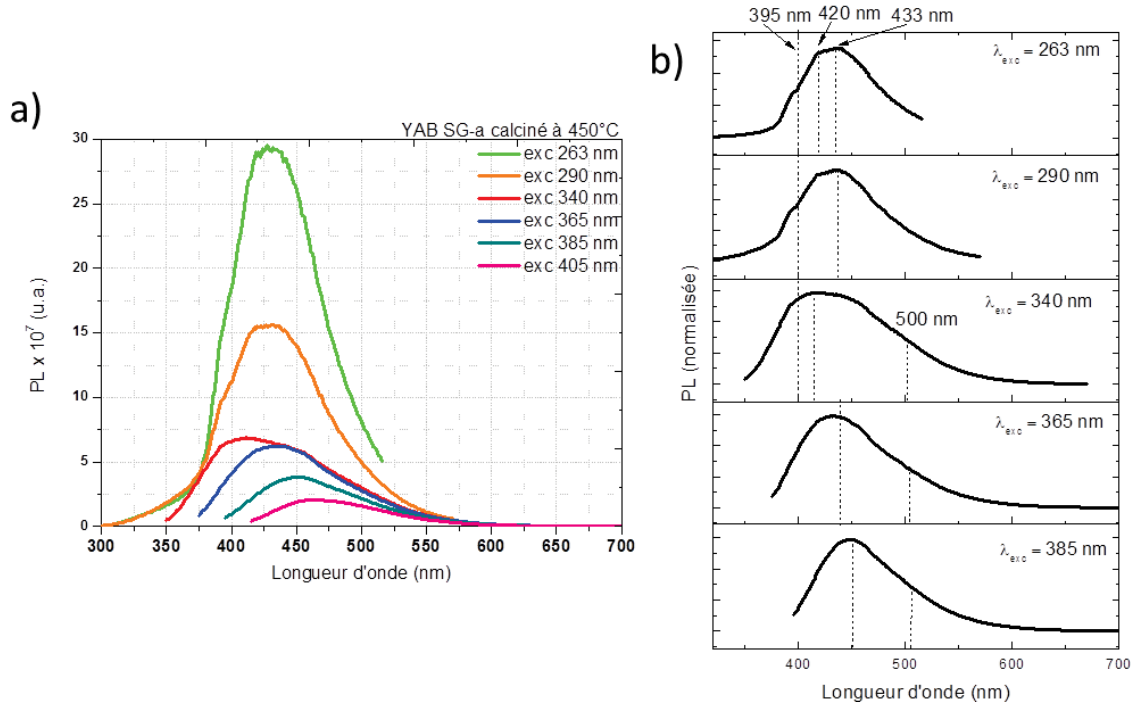 a)
YAB SG-a calciné à 450°C
exc 263 nm
exc 290 nm
exc 340 nm
exc 365 nm
exc 385 nm
exc 405 nm
PL x 10⁷ (u.a.)
30
25
20
15
10
5
0
300 350 400 450 500 550 600 650 700
Longueur d'onde (nm)
b)
395 nm 420 nm 433 nm
λexc = 263 nm
λexc = 290 nm
λexc = 340 nm
500 nm
λexc = 365 nm
λexc = 385 nm
PL (normalisée)
400 500 600 700
Longueur d'onde (nm)